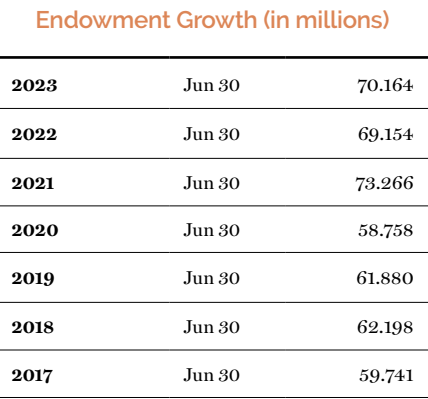 Endowment Growth (in millions)
2023 Jun 30 70.164
2022 Jun 30 69.154
2021 Jun 30 73.266
2020 Jun 30 58.758
2019 Jun 30 61.880
2018 Jun 30 62.198
2017 Jun 30 59.741